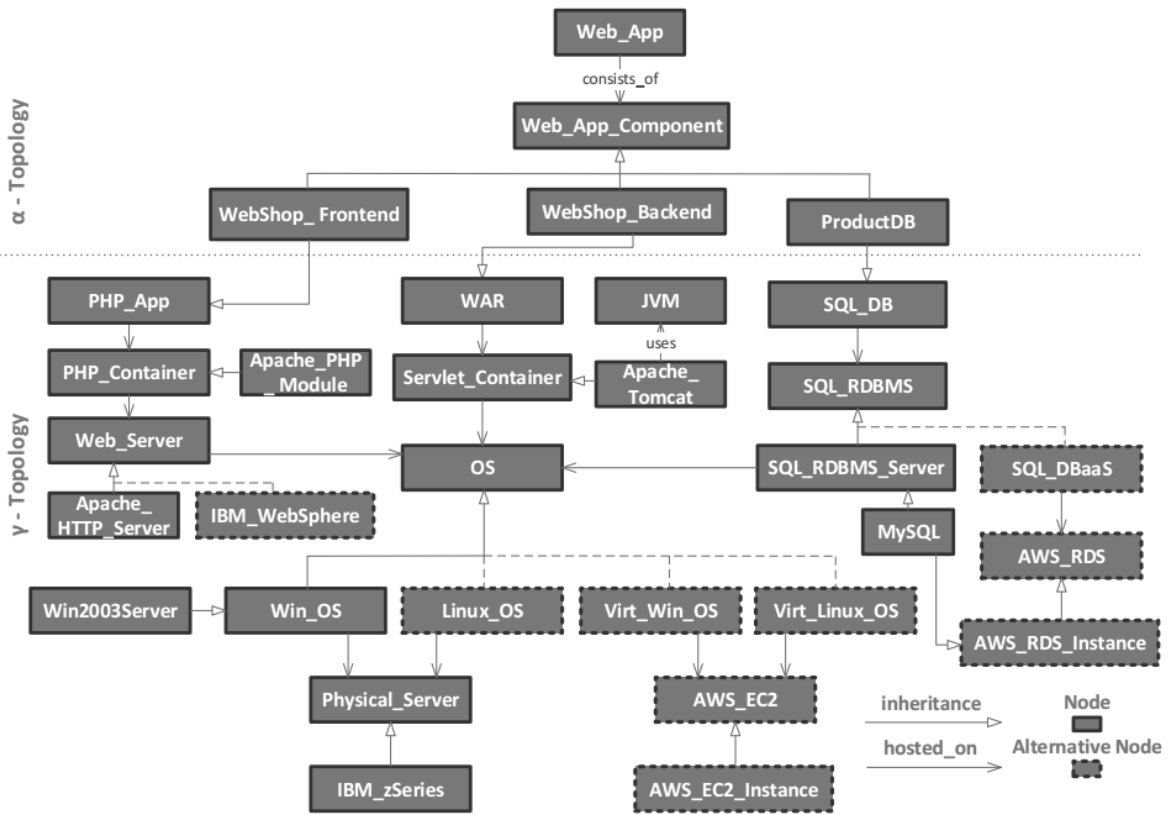 Web_App
consists_of
Web_App_Component
α - Topology
WebShop_ Frontend
WebShop_Backend
ProductDB
PHP_App
WAR
JVM
SQL_DB
uses
PHP_Container
Apache_PHP
_Module
Servlet_Container
Apache_
Tomcat
SQL_RDBMS
γ - Topology
Web_Server
OS
SQL_RDBMS_Server
SQL_DBaaS
Apache_
HTTP_Server
IBM_WebSphere
MySQL
AWS_RDS
Win2003Server
Win_OS
Linux_OS
Virt_Win_OS
Virt_Linux_OS
AWS_RDS_Instance
Physical_Server
AWS_EC2
inheritance
Node
hosted_on
Alternative Node
IBM_zSeries
AWS_EC2_Instance